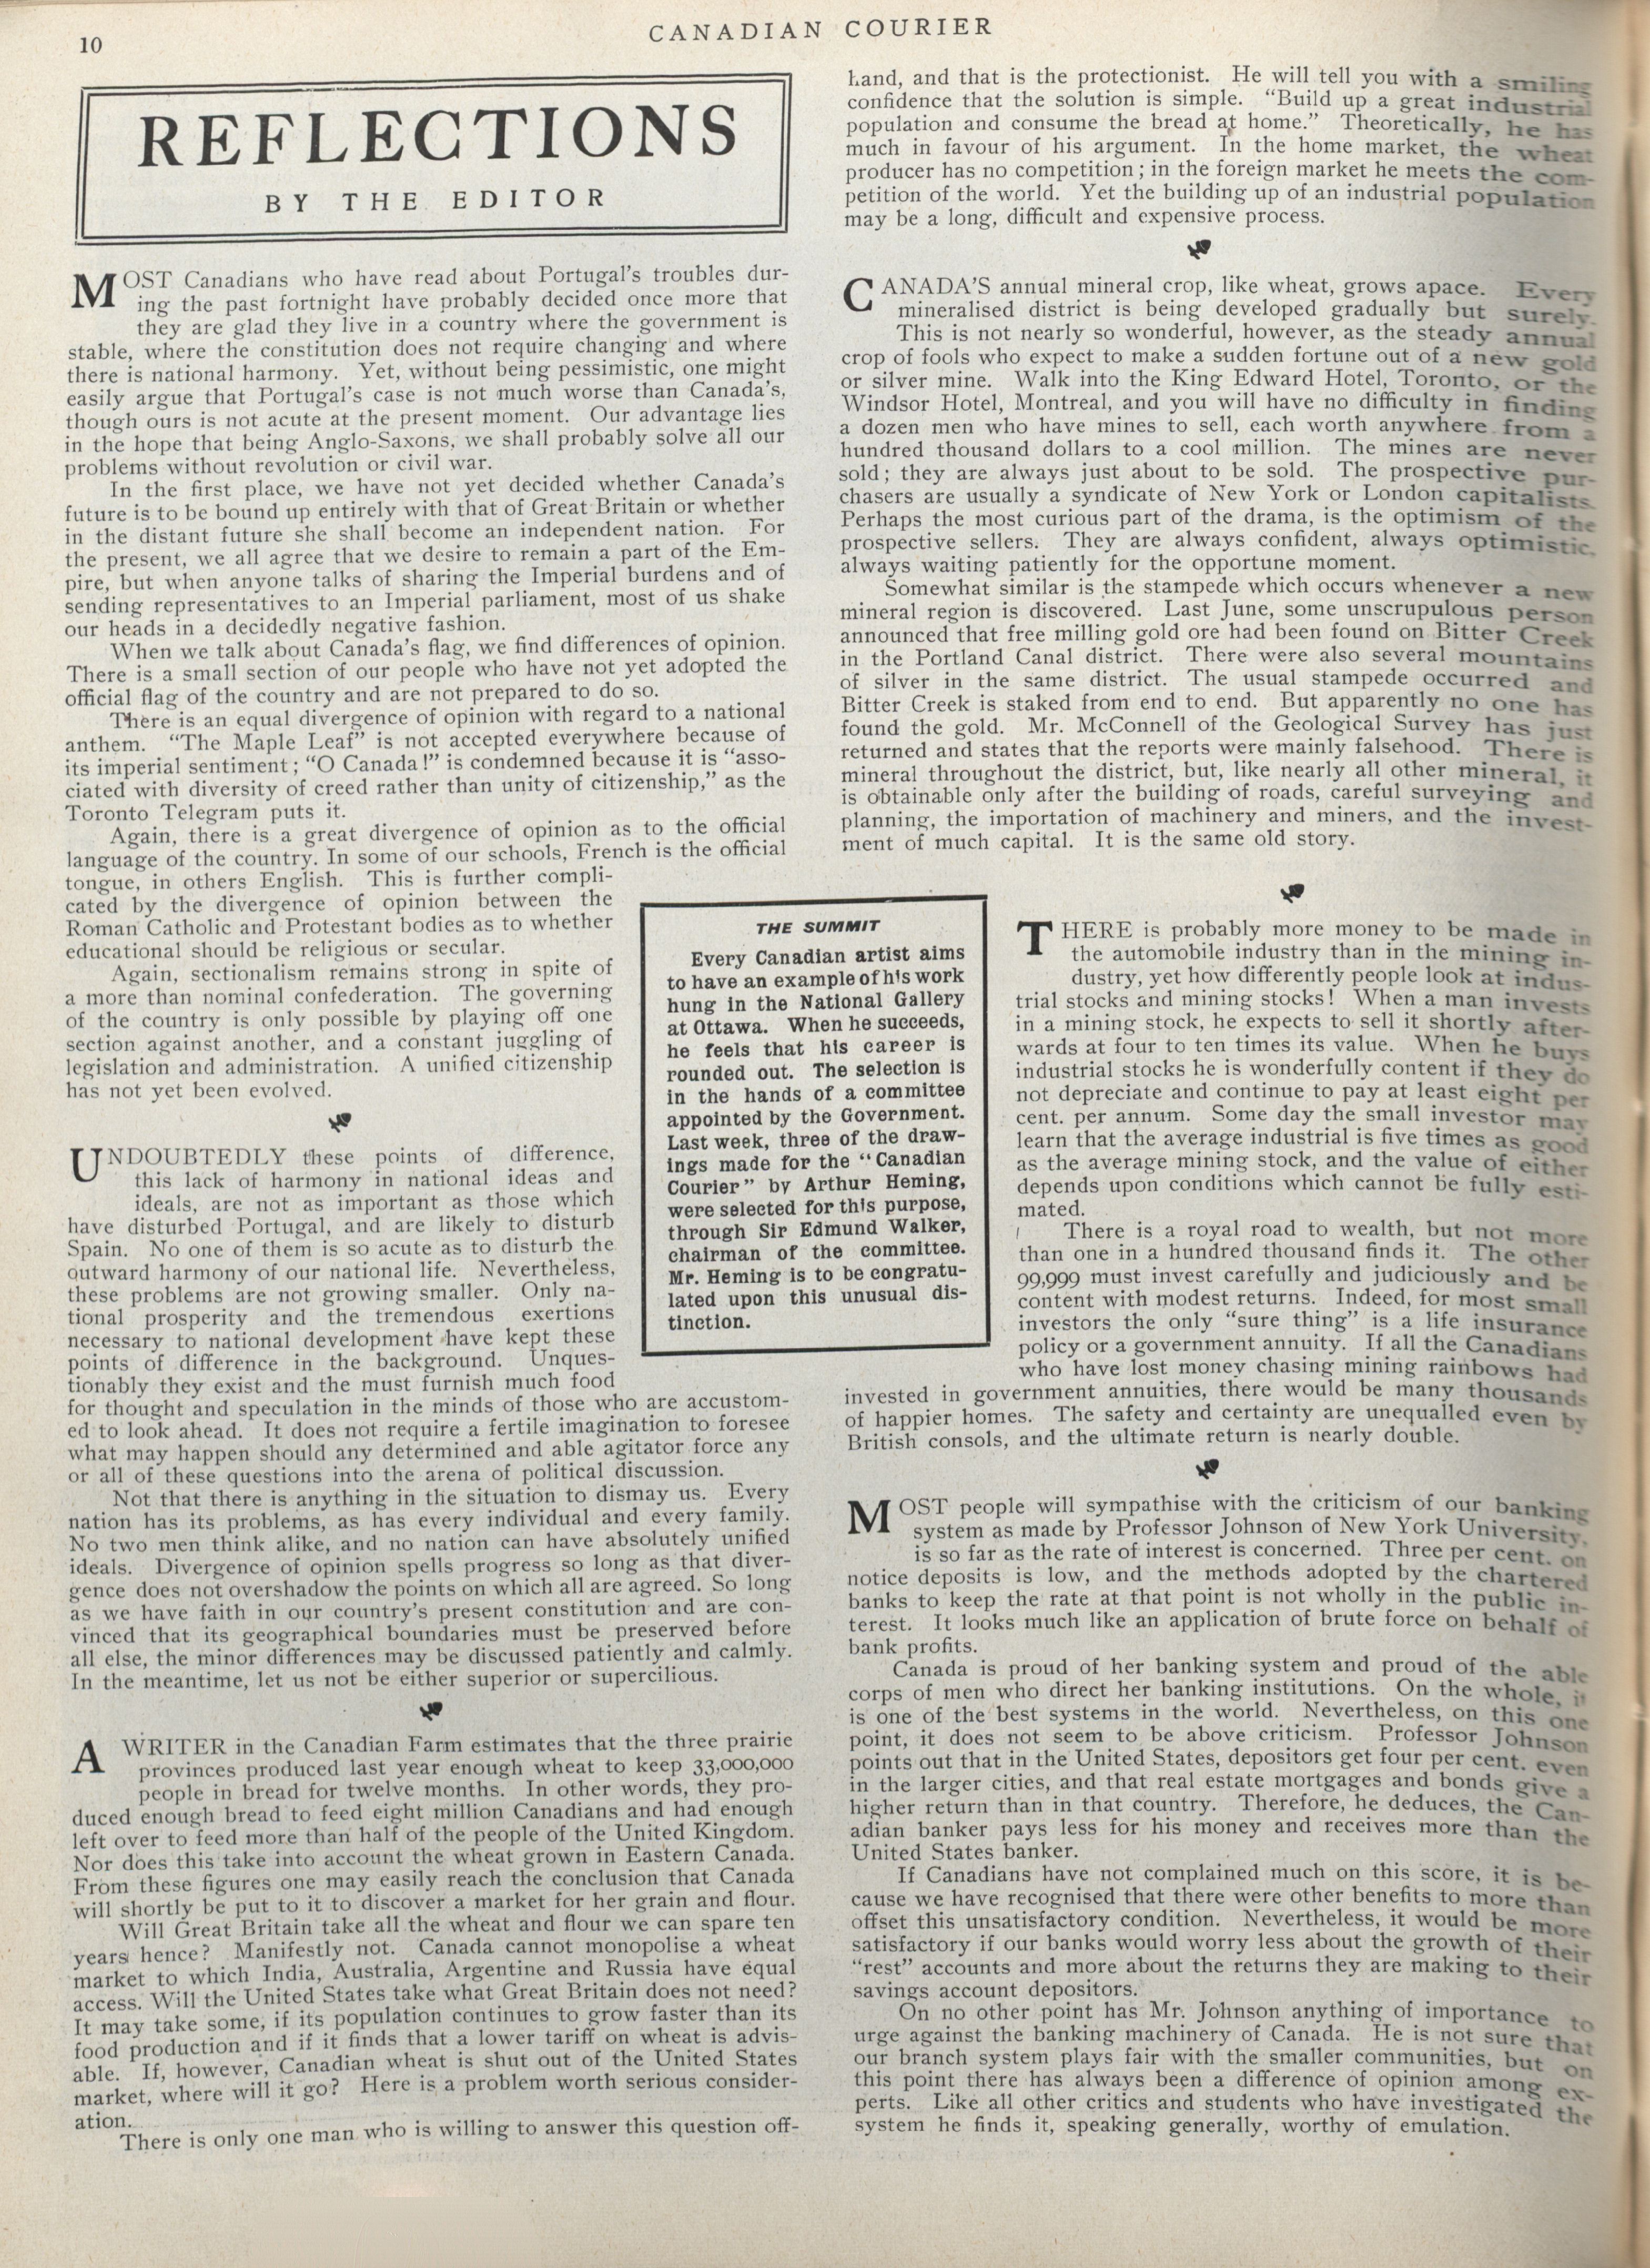 10
CANADIAN COURIER
REFLECTIONS
BY THE EDITOR
MOST Canadians who have read about Portugal's troubles dur-
ing the past fortnight have probably decided once more that
they are glad they live in a country where the government is
stable, where the constitution does not require changing and where
there is national harmony. Yet, without being pessimistic, one might
easily argue that Portugal's case is not much worse than Canada's,
though ours is not acute at the present moment. Our advantage lies
in the hope that being Anglo-Saxons, we shall probably solve all our
problems without revolution or civil war.
In the first place, we have not yet decided whether Canada's
future is to be bound up entirely with that of Great Britain or whether
in the distant future she shall become an independent nation. For
the present, we all agree that we desire to remain a part of the Em-
pire, but when anyone talks of sharing the Imperial burdens and of
sending representatives to an Imperial parliament, most of us shake
our heads in a decidedly negative fashion.
When we talk about Canada's flag, we find differences of opinion.
There is a small section of our people who have not yet adopted the
official flag of the country and are not prepared to do so.
There is an equal divergence of opinion with regard to a national
anthem. "The Maple Leaf" is not accepted everywhere because of
its imperial sentiment; "O Canada!" is condemned because it is "asso-
ciated with diversity of creed rather than unity of citizenship," as the
Toronto Telegram puts it.
Again, there is a great divergence of opinion as to the official
language of the country. In some of our schools, French is the official
tongue, in others English. This is further compli-
cated by the divergence of opinion between the
Roman Catholic and Protestant bodies as to whether
educational should be religious or secular.
Again, sectionalism remains strong in spite of
a more than nominal confederation. The governing
of the country is only possible by playing off one
section against another, and a constant juggling of
legislation and administration. A unified citizenship
has not yet been evolved.
UNDOUBTEDLY these points of difference,
this lack of harmony in national ideas and
ideals, are not as important as those which
have disturbed Portugal, and are likely to disturb
Spain. No one of them is so acute as to disturb the
outward harmony of our national life. Nevertheless,
these problems are not growing smaller. Only na-
tional prosperity and the tremendous exertions
necessary to national development have kept these
points of difference in the background. Unques-
tionably they exist and the must furnish much food
for thought and speculation in the minds of those who are accustom-
ed to look ahead. It does not require a fertile imagination to foresee
what may happen should any determined and able agitator force any
or all of these questions into the arena of political discussion.
Not that there is anything in the situation to dismay us. Every
nation has its problems, as has every individual and every family.
No two men think alike, and no nation can have absolutely unified
ideals. Divergence of opinion spells progress so long as that diver-
gence does not overshadow the points on which all are agreed. So long
as we have faith in our country's present constitution and are con-
vinced that its geographical boundaries must be preserved before
all else, the minor differences may be discussed patiently and calmly.
In the meantime, let us not be either superior or supercilious.
A WRITER in the Canadian Farm estimates that the three prairie
provinces produced last year enough wheat to keep 33,000,000
people in bread for twelve months. In other words, they pro-
duced enough bread to feed eight million Canadians and had enough
left over to feed more than half of the people of the United Kingdom.
Nor does this take into account the wheat grown in Eastern Canada.
From these figures one may easily reach the conclusion that Canada
will shortly be put to it to discover a market for her grain and flour.
Will Great Britain take all the wheat and flour we can spare ten
years hence? Manifestly not. Canada cannot monopolise a wheat
market to which India, Australia, Argentine and Russia have equal
access. Will the United States take what Great Britain does not need?
It may take some, if its population continues to grow faster than its
food production and if it finds that a lower tariff on wheat is advis-
able. If, however, Canadian wheat is shut out of the United States
market, where will it go? Here is a problem worth serious consider-
ation.
There is only one man who is willing to answer this question off-
hand, and that is the protectionist. He will tell you with a smiling
confidence that the solution is simple. "Build up a great industrial
population and consume the bread at home." Theoretically, he has
much in favour of his argument. In the home market, the wheat
producer has no competition; in the foreign market he meets the com-
petition of the world. Yet the building up of an industrial population
may be a long, difficult and expensive process.
CANADA'S annual mineral crop, like wheat, grows apace. Every
mineralised district is being developed gradually but surely.
This is not nearly so wonderful, however, as the steady annual
crop of fools who expect to make a sudden fortune out of a new gold
or silver mine. Walk into the King Edward Hotel, Toronto, or the
Windsor Hotel, Montreal, and you will have no difficulty in finding
a dozen men who have mines to sell, each worth anywhere from a
hundred thousand dollars to a cool million. The mines are never
sold; they are always just about to be sold. The prospective pur-
chasers are usually a syndicate of New York or London capitalists.
Perhaps the most curious part of the drama, is the optimism of the
prospective sellers. They are always confident, always optimistic,
always waiting patiently for the opportune moment.
Somewhat similar is the stampede which occurs whenever a new
mineral region is discovered. Last June, some unscrupulous person
announced that free milling gold ore had been found on Bitter Creek
in the Portland Canal district. There were also several mountains
of silver in the same district. The usual stampede occurred and
Bitter Creek is staked from end to end. But apparently no one has
found the gold. Mr. McConnell of the Geological Survey has just
returned and states that the reports were mainly falsehood. There is
mineral throughout the district, but, like nearly all other mineral, it
is obtainable only after the building of roads, careful surveying and
planning, the importation of machinery and miners, and the invest-
ment of much capital. It is the same old story.
THE SUMMIT
Every Canadian artist aims
to have an example of his work
hung in the National Gallery
at Ottawa. When he succeeds,
he feels that his career is
rounded out. The selection is
in the hands of a committee
appointed by the Government.
Last week, three of the draw-
ings made for the "Canadian
Courier" by Arthur Heming,
were selected for this purpose,
through Sir Edmund Walker,
chairman of the committee.
Mr. Heming is to be congratu-
lated upon this unusual dis-
tinction.
THERE is probably more money to be made in
the automobile industry than in the mining in-
dustry, yet how differently people look at indus-
trial stocks and mining stocks! When a man invests
in a mining stock, he expects to sell it shortly after-
wards at four to ten times its value. When he buys
industrial stocks he is wonderfully content if they do
not depreciate and continue to pay at least eight per
cent. per annum. Some day the small investor may
learn that the average industrial is five times as good
as the average mining stock, and the value of either
depends upon conditions which cannot be fully esti-
mated.
There is a royal road to wealth, but not more
than one in a hundred thousand finds it. The other
99,999 must invest carefully and judiciously and be
content with modest returns. Indeed, for most small
investors the only "sure thing" is a life insurance
policy or a government annuity. If all the Canadians
who have lost money chasing mining rainbows had
invested in government annuities, there would be many thousands
of happier homes. The safety and certainty are unequalled even by
British consols, and the ultimate return is nearly double.
MOST people will sympathise with the criticism of our banking
system as made by Professor Johnson of New York University,
is so far as the rate of interest is concerned. Three per cent. on
notice deposits is low, and the methods adopted by the chartered
banks to keep the rate at that point is not wholly in the public in-
terest. It looks much like an application of brute force on behalf of
bank profits.
Canada is proud of her banking system and proud of the able
corps of men who direct her banking institutions. On the whole, it
is one of the best systems in the world. Nevertheless, on this one
point, it does not seem to be above criticism. Professor Johnson
points out that in the United States, depositors get four per cent. even
in the larger cities, and that real estate mortgages and bonds give a
higher return than in that country. Therefore, he deduces, the Can-
adian banker pays less for his money and receives more than the
United States banker.
If Canadians have not complained much on this score, it is be-
cause we have recognised that there were other benefits to more than
offset this unsatisfactory condition. Nevertheless, it would be more
satisfactory if our banks would worry less about the growth of their
"rest" accounts and more about the returns they are making to their
savings account depositors.
On no other point has Mr. Johnson anything of importance to
urge against the banking machinery of Canada. He is not sure that
our branch system plays fair with the smaller communities, but on
this point there has always been a difference of opinion among ex-
perts. Like all other critics and students who have investigated the
system he finds it, speaking generally, worthy of emulation.